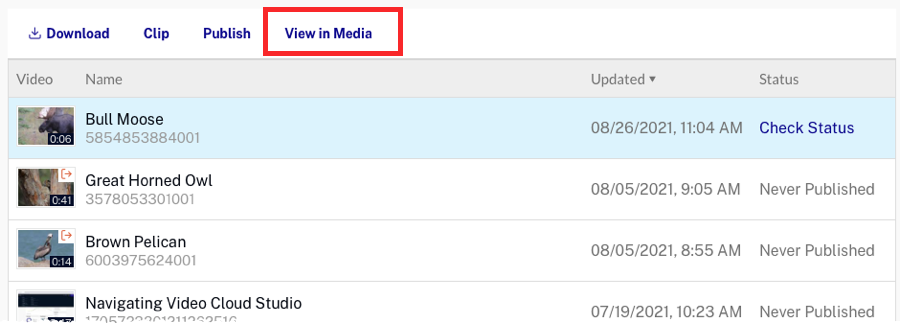 Download Clip Publish View in Media
Video Name Updated Status
Bull Moose
0:06 5854853884001 08/26/2021, 11:04 AM Check Status
Great Horned Owl
0:41 3578053301001 08/05/2021, 9:05 AM Never Published
Brown Pelican
0:14 6003975624001 08/05/2021, 8:55 AM Never Published
Navigating Video Cloud Studio
07/19/2021, 10:23 AM Never Published